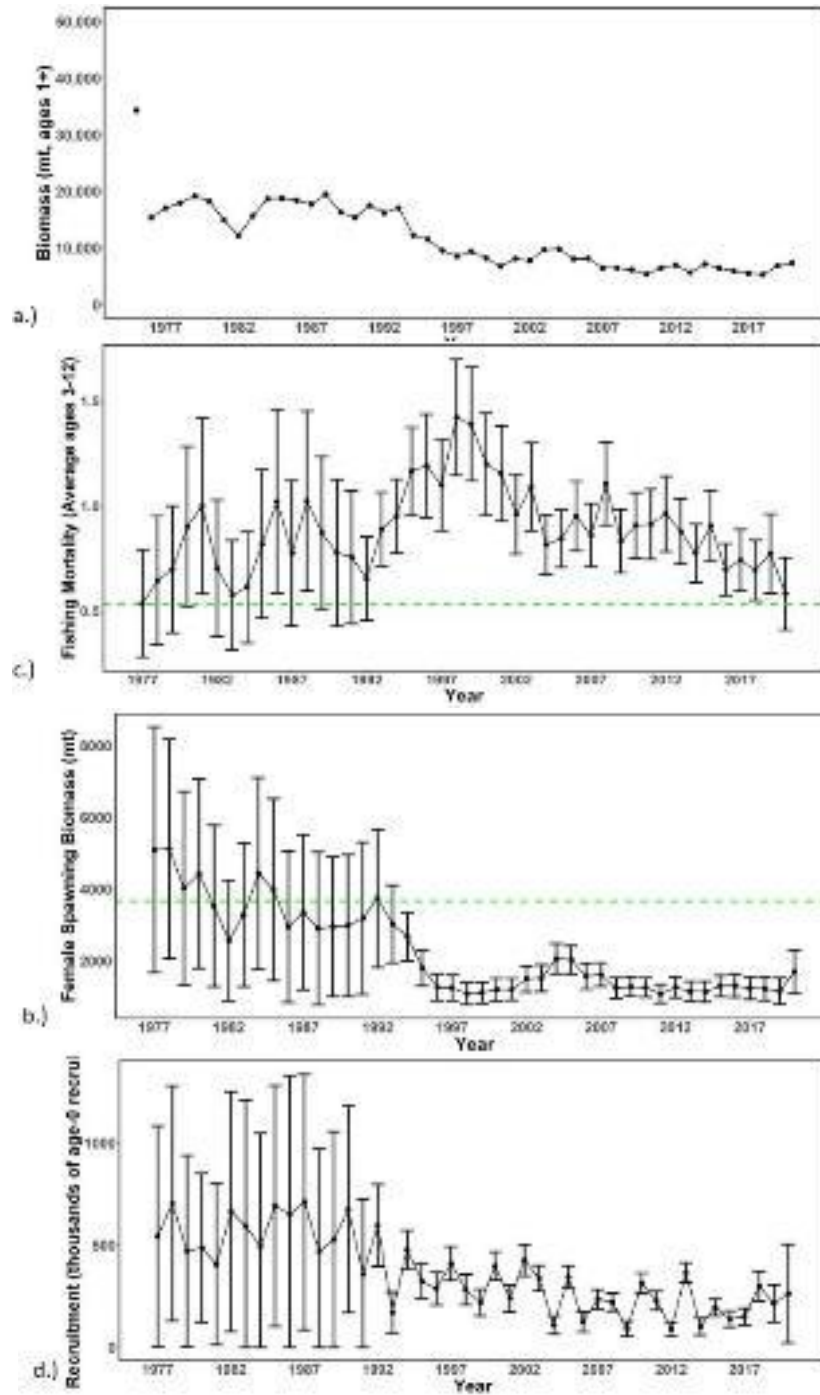 Biomass (mt, ages 1+)
60,000
40,000
30,000
20,000
10,000
0
a.)
1977 1982 1987 1992 1997 2002 2007 2012 2017
Fishing Mortality (Average ages 3-12)
1.5
1.0
0.5
c.)
1977 1982 1987 1992 1997 2002 2007 2012 2017
Year
Female Spawning Biomass (mt)
8000
6000
4000
2000
b.)
1977 1982 1987 1992 1997 2002 2007 2012 2017
Year
Recruitment (thousands of age-0 recrui
1000
500
0
d.)
1977 1982 1987 1992 1997 2002 2007 2012 2017
Year